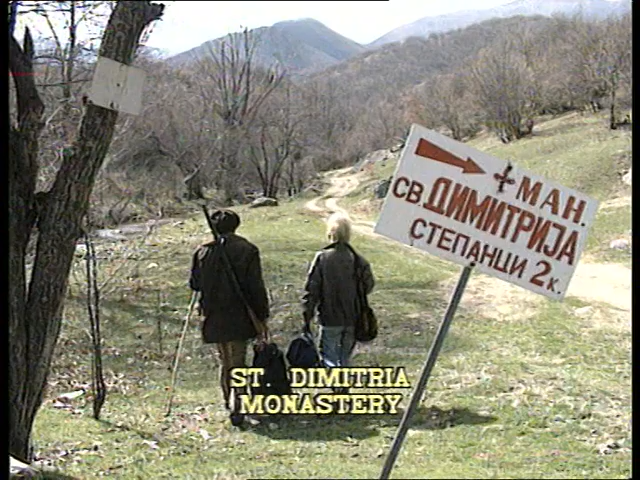 МАН.
СВ. ДИМИТРИЈА
СТЕПАНЦИ 2К.
ST. DIMITRIA
MONASTERY